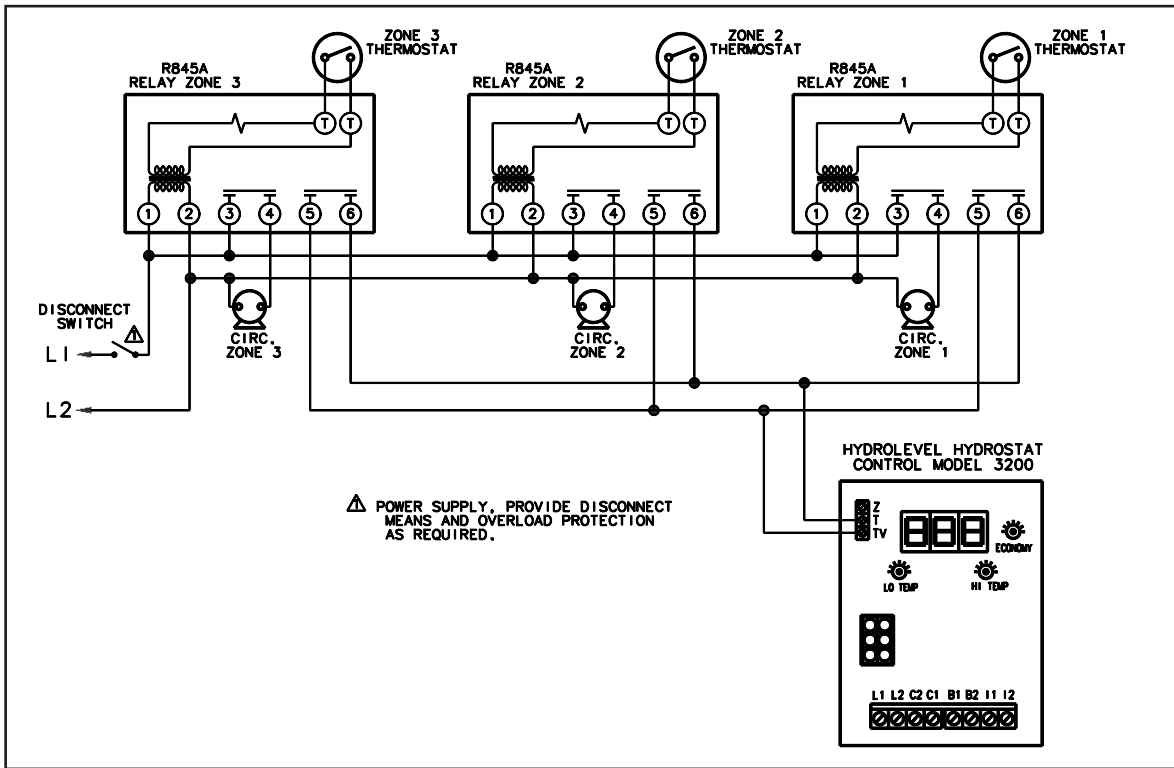 ZONE 3
THERMOSTAT
ZONE 2
THERMOSTAT
ZONE 1
THERMOSTAT
R845A
RELAY ZONE 3
R845A
RELAY ZONE 2
R845A
RELAY ZONE 1
T T
T T
T T
1 2 3 4 5 6
1 2 3 4 5 6
1 2 3 4 5 6
DISCONNECT
SWITCH
1
L1
L2
CIRC.
ZONE 3
CIRC.
ZONE 2
CIRC.
ZONE 1
HYDROLEVEL HYDROSTAT
CONTROL MODEL 3200
1 POWER SUPPLY, PROVIDE DISCONNECT
MEANS AND OVERLOAD PROTECTION
AS REQUIRED.
Z
T
TV
888
ECONOMY
LO TEMP
HI TEMP
L1 L2 C2 C1 B1 B2 I1 I2